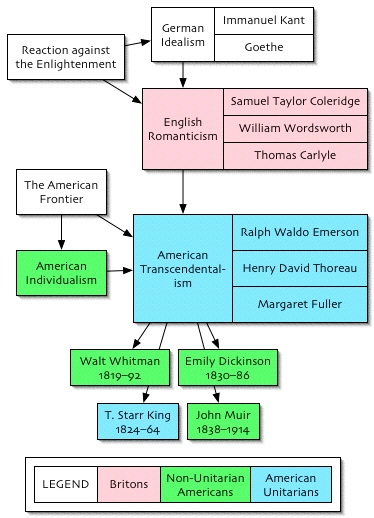 German
Idealism
Immanuel Kant
Goethe
Reaction against
the Enlightenment
English
Romanticism
Samuel Taylor Coleridge
William Wordsworth
Thomas Carlyle
The American
Frontier
American
Individualism
American
Transcendental-
ism
Ralph Waldo Emerson
Henry David Thoreau
Margaret Fuller
Walt Whitman
1819–92
Emily Dickinson
1830–86
T. Starr King
1824–64
John Muir
1838–1914
LEGEND
Britons
Non-Unitarian
Americans
American
Unitarians